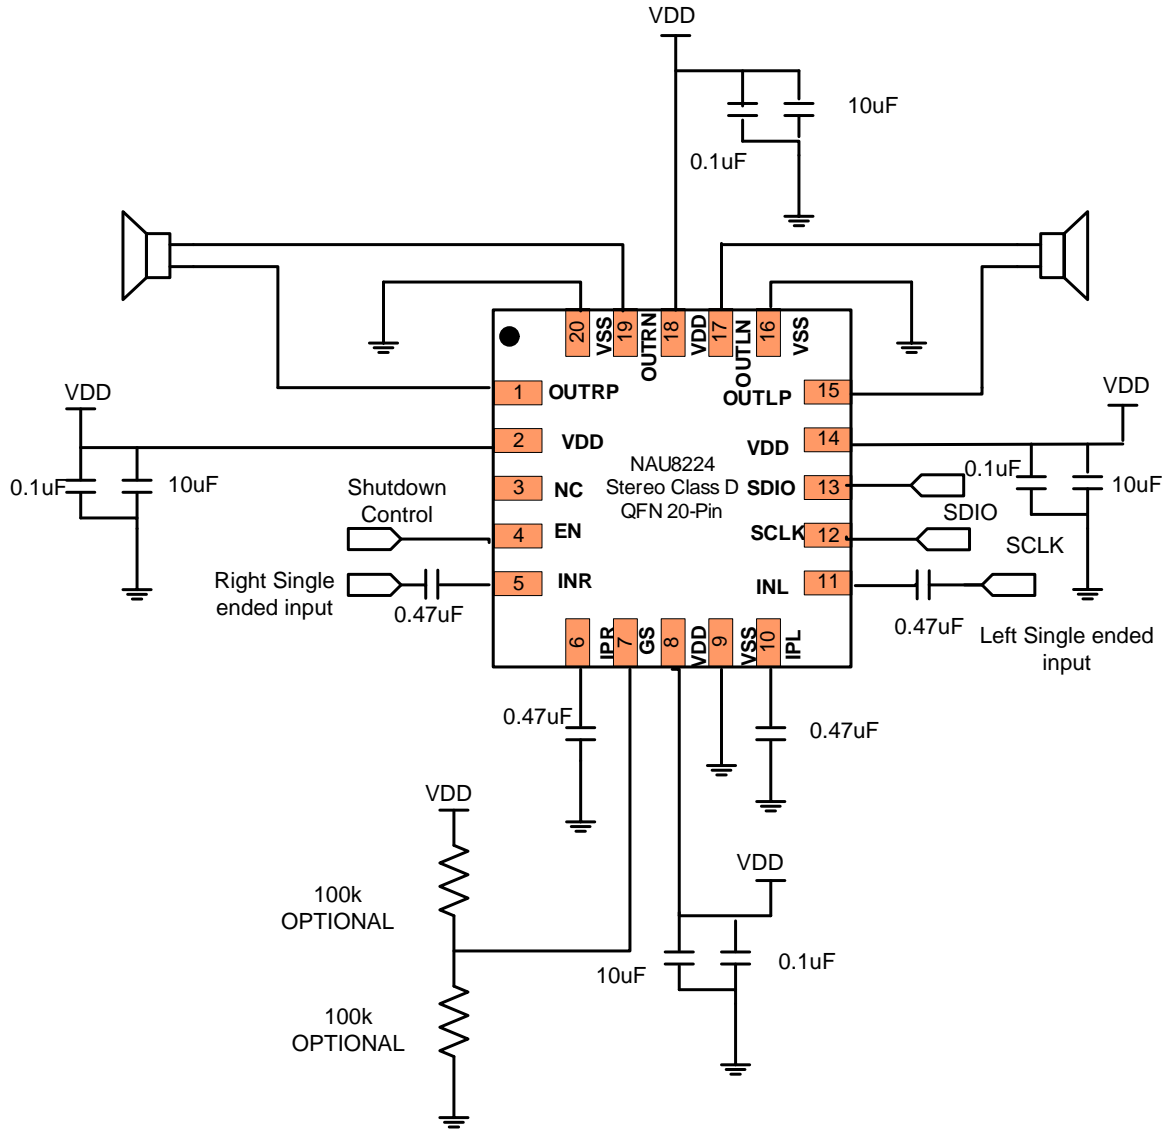 VDD
10uF
0.1uF
20
VSS
19
OUTRN
18
VDD
17
OUTLN
16
VSS
VDD
1
OUTRP
OUTLP
15
VDD
2
VDD
VDD
14
0.1uF
10uF
3
NC
NAU8224
Stereo Class D
QFN 20-Pin
SDIO
13
0.1uF
10uF
Shutdown
Control
4
EN
SCLK
12
SDIO
SCLK
Right Single
ended input
0.47uF
5
INR
INL
11
0.47uF
Left Single ended
input
6
IPR
7
GS
8
VDD
9
VSS
10
IPL
0.47uF
0.47uF
VDD
VDD
100k
OPTIONAL
10uF
0.1uF
100k
OPTIONAL